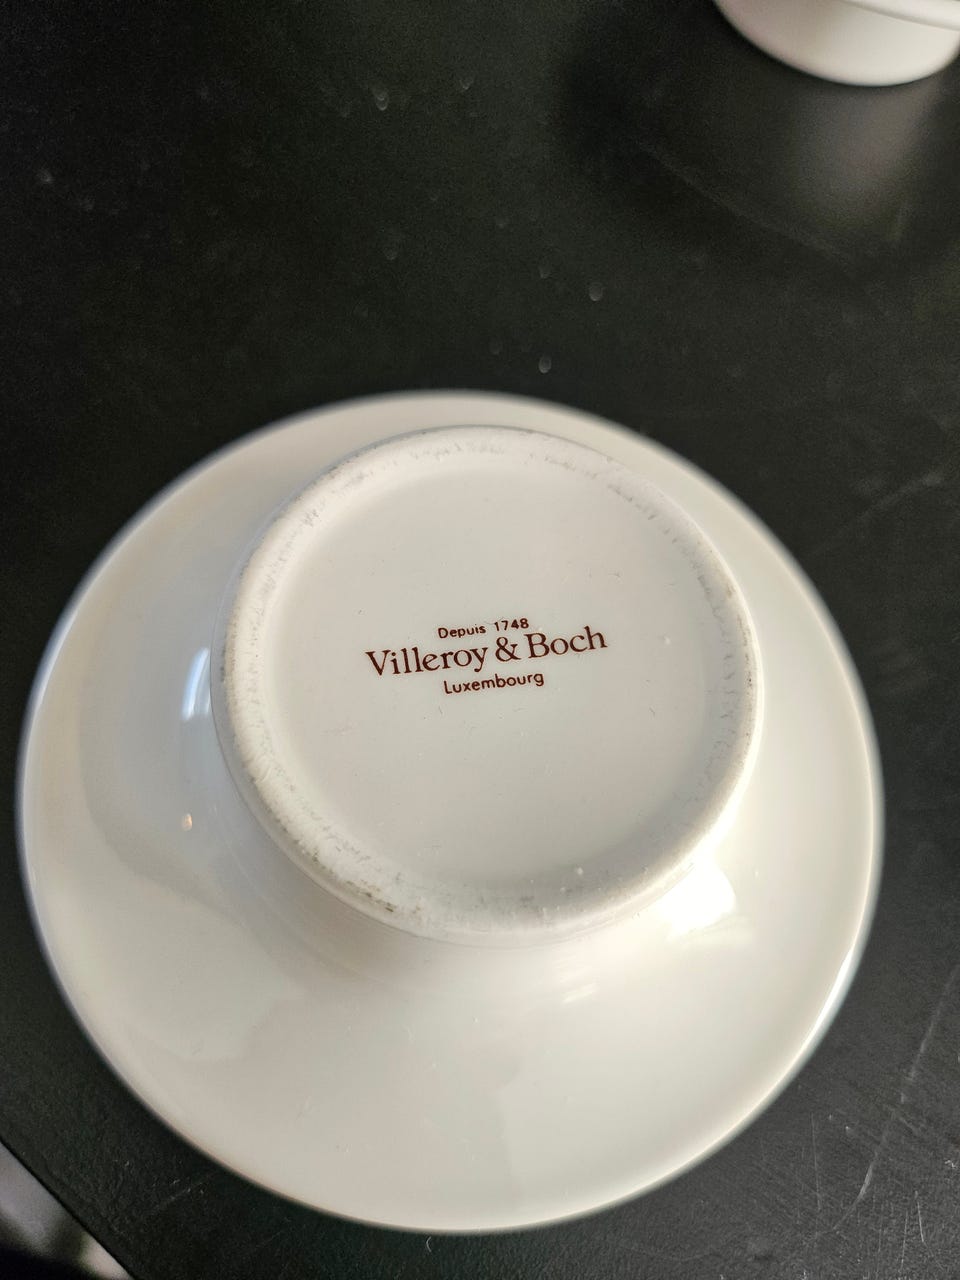 Depuis 1748
Villeroy & Boch
Luxembourg